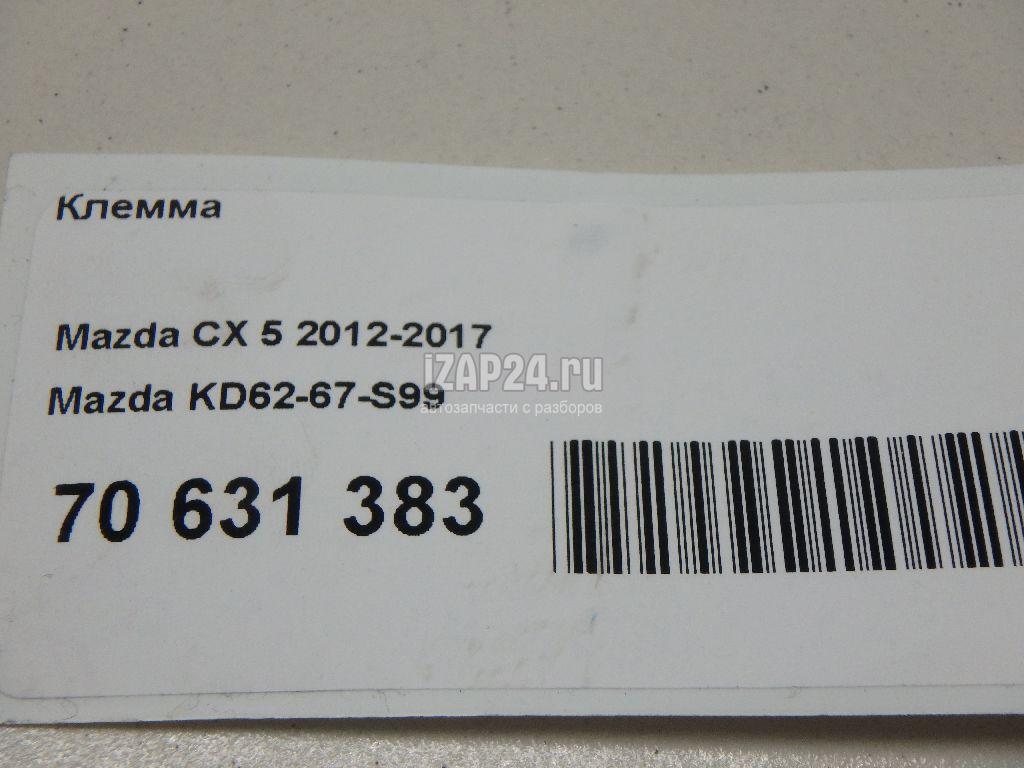 Клемма
Mazda CX 5 2012-2017
iZAP24.ru
Mazda KD62-67-S99
автозапчасти с разборов
70 631 383